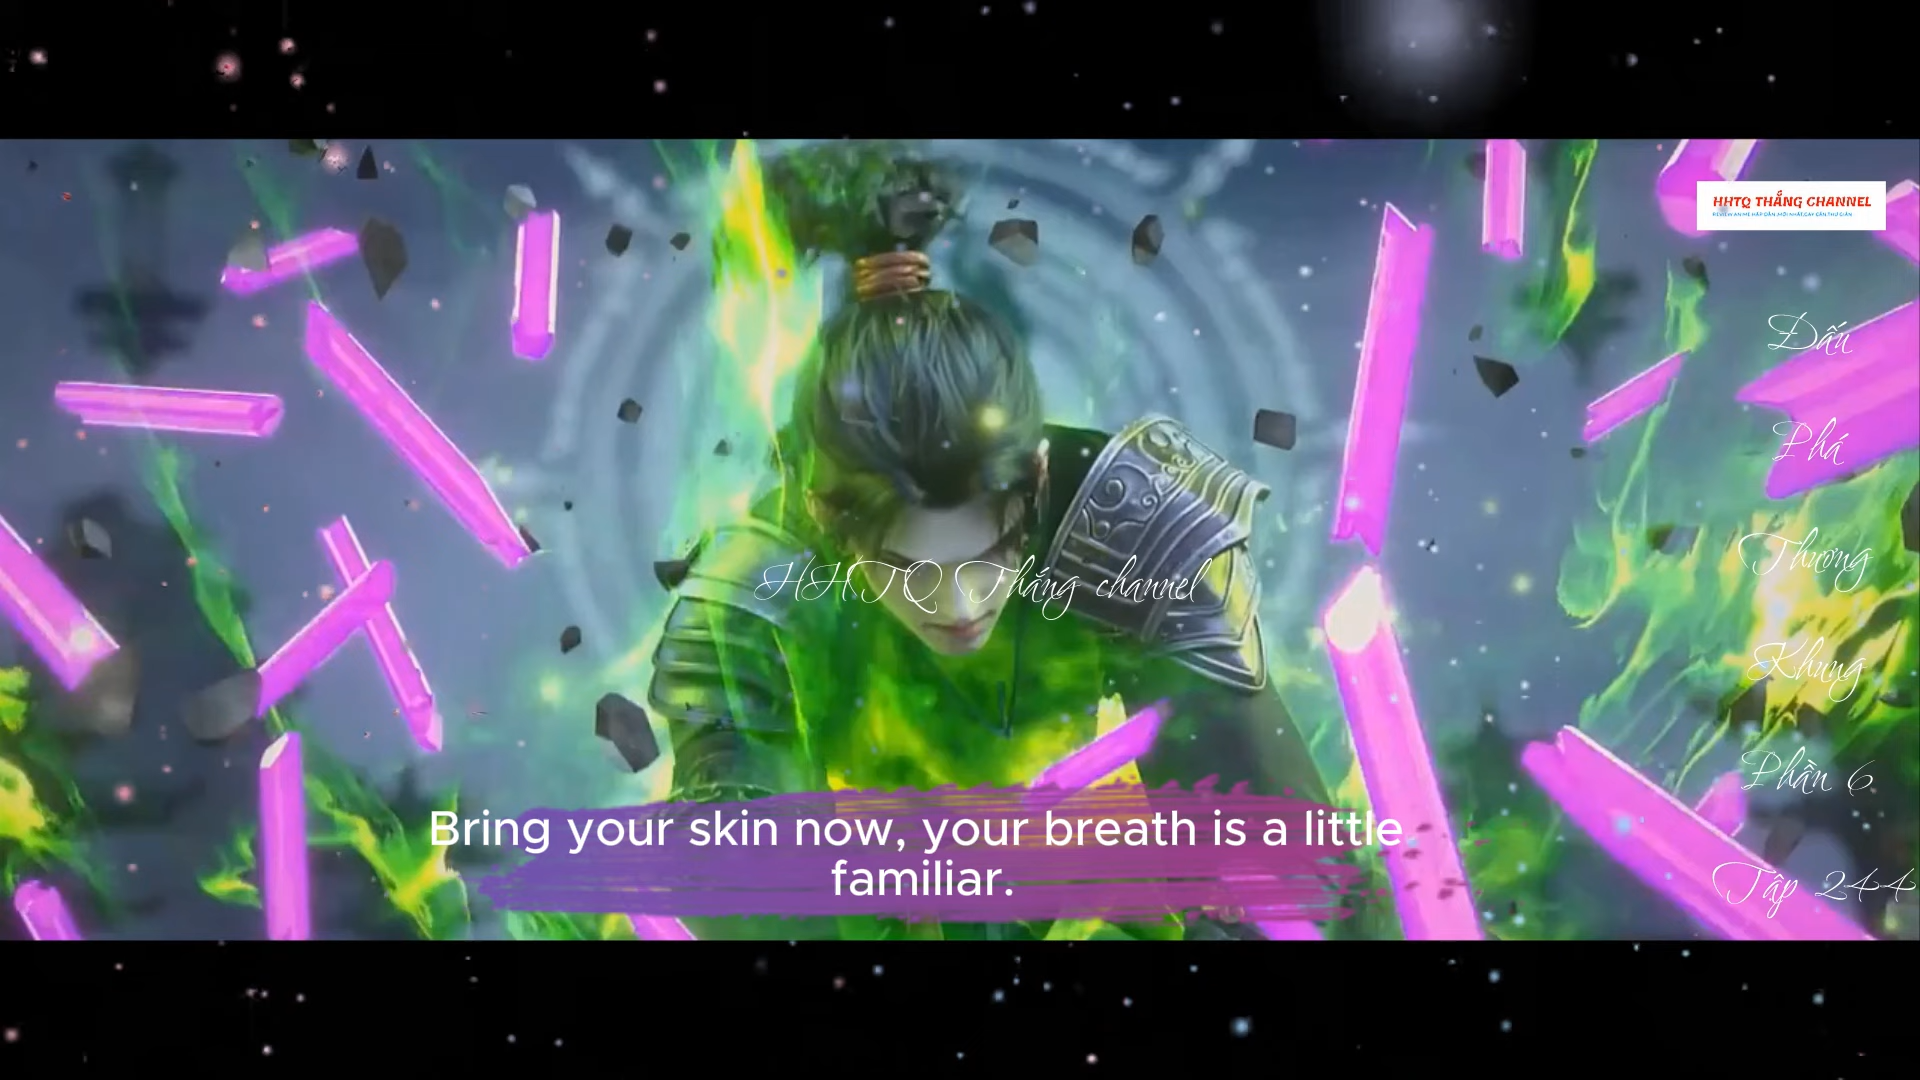 HHTQ THẮNG CHANNEL
Đấu
Phá
Thương
Khung
Phần 6
Tập 244
HHTQ Thắng channel
Bring your skin now, your breath is a little
familiar.